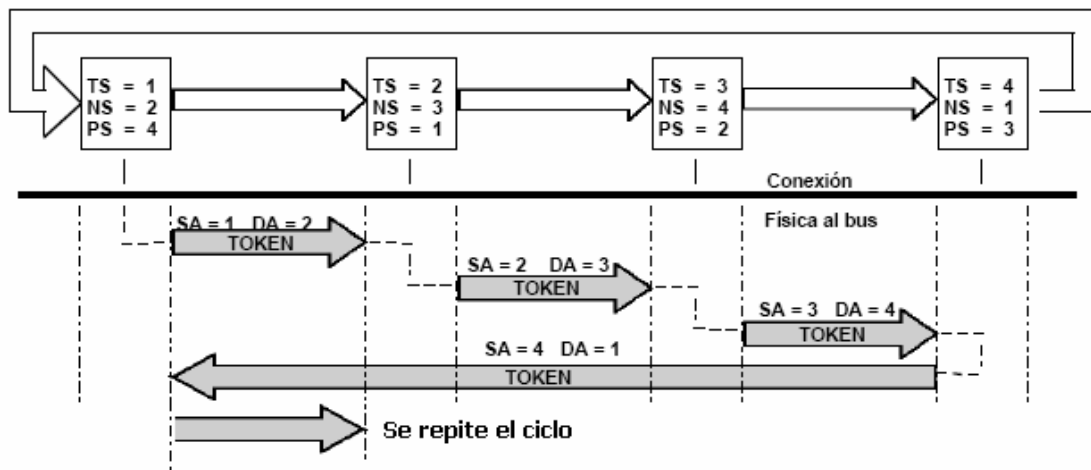 TS = 1
NS = 2
PS = 4
TS = 2
NS = 3
PS = 1
TS = 3
NS = 4
PS = 2
TS = 4
NS = 1
PS = 3
Conexión
Física al bus
SA = 1 DA = 2
TOKEN
SA = 2 DA = 3
TOKEN
SA = 3 DA = 4
TOKEN
SA = 4 DA = 1
TOKEN
Se repite el ciclo